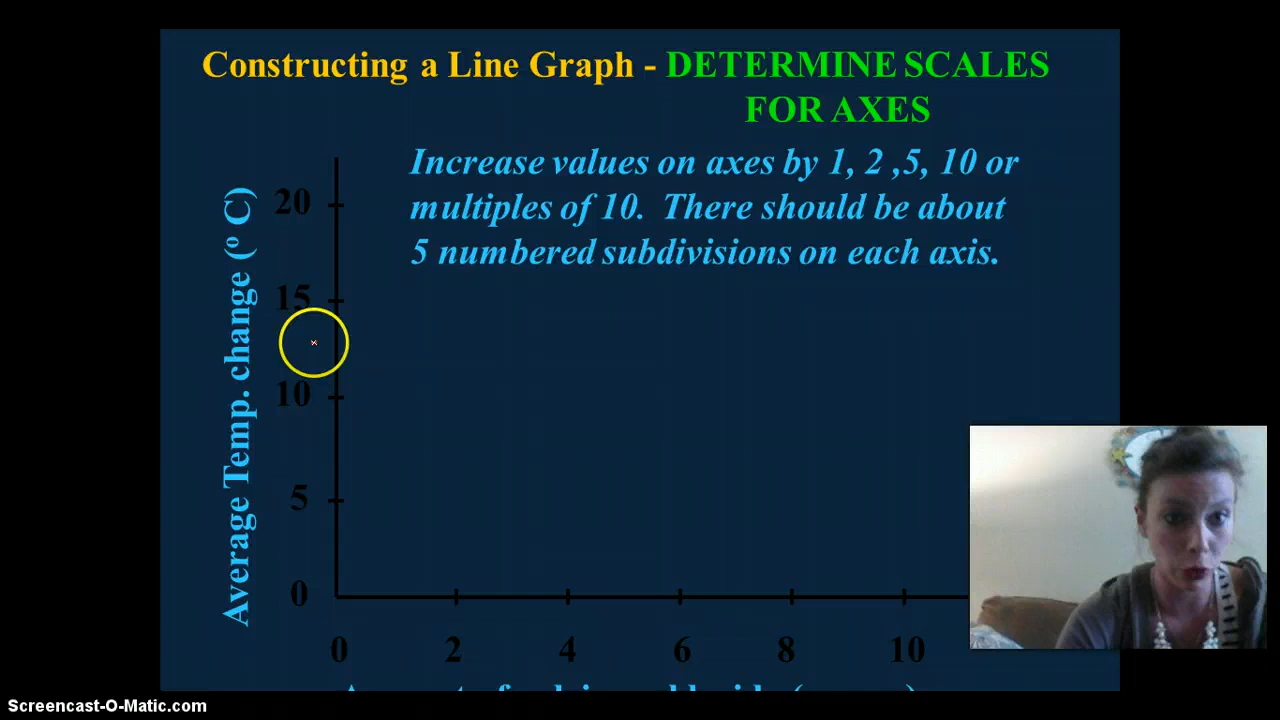 Constructing a Line Graph - DETERMINE SCALES
FOR AXES
Increase values on axes by 1, 2 ,5, 10 or
multiples of 10.  There should be about
5 numbered subdivisions on each axis.
Average Temp. change (º C)
20
15
10
5
0
0 2 4 6 8 10
Screencast-O-Matic.com